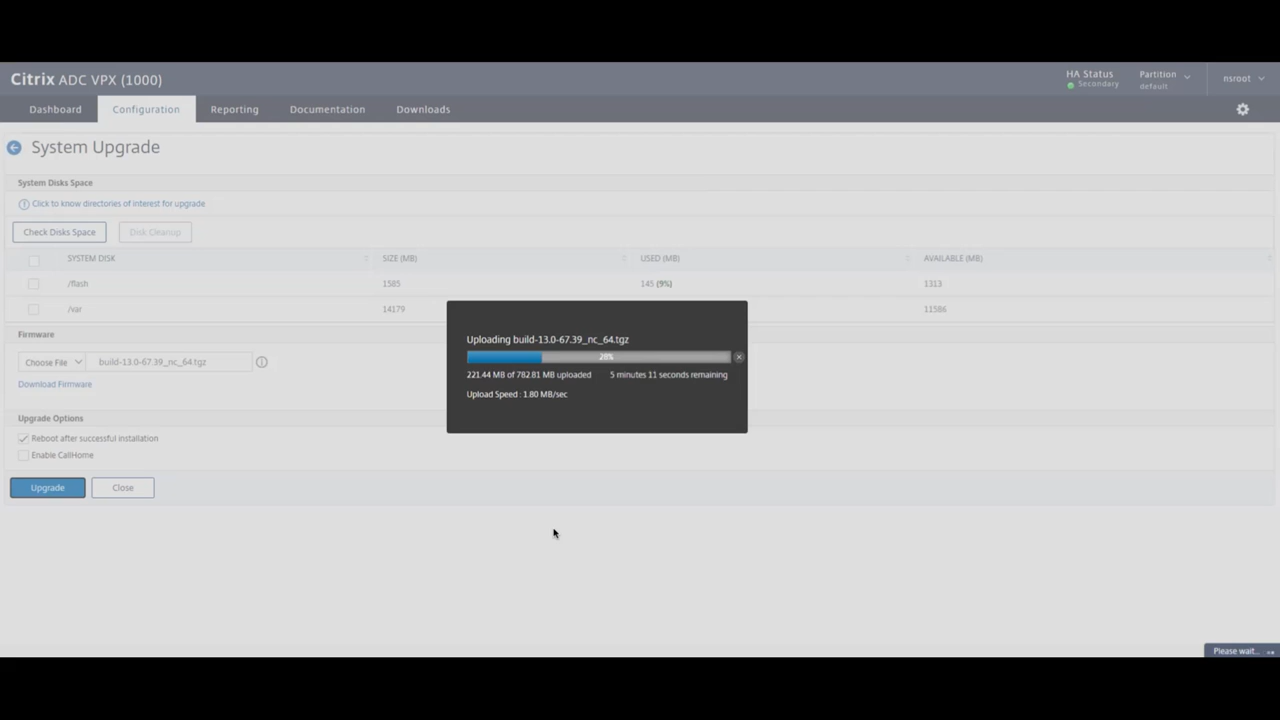 Citrix ADC VPX (1000)
HA Status
Secondary
Partition
default
nsroot
Dashboard
Configuration
Reporting
Documentation
Downloads
System Upgrade
System Disks Space
Click to know directories of interest for upgrade
Check Disks Space
Disk Cleanup
SYSTEM DISK SIZE (MB) USED (MB) AVAILABLE (MB)
/flash 1585 145 (9%) 1313
/var 14179 11586
Firmware
Choose File build-13.0-67.39_nc_64.tgz
Download Firmware
Upgrade Options
Reboot after successful installation
Enable CallHome
Upgrade
Close
Uploading build-13.0-67.39_nc_64.tgz
28%
221.44 MB of 782.81 MB uploaded 5 minutes 11 seconds remaining
Upload Speed : 1.80 MB/sec
Please wait..